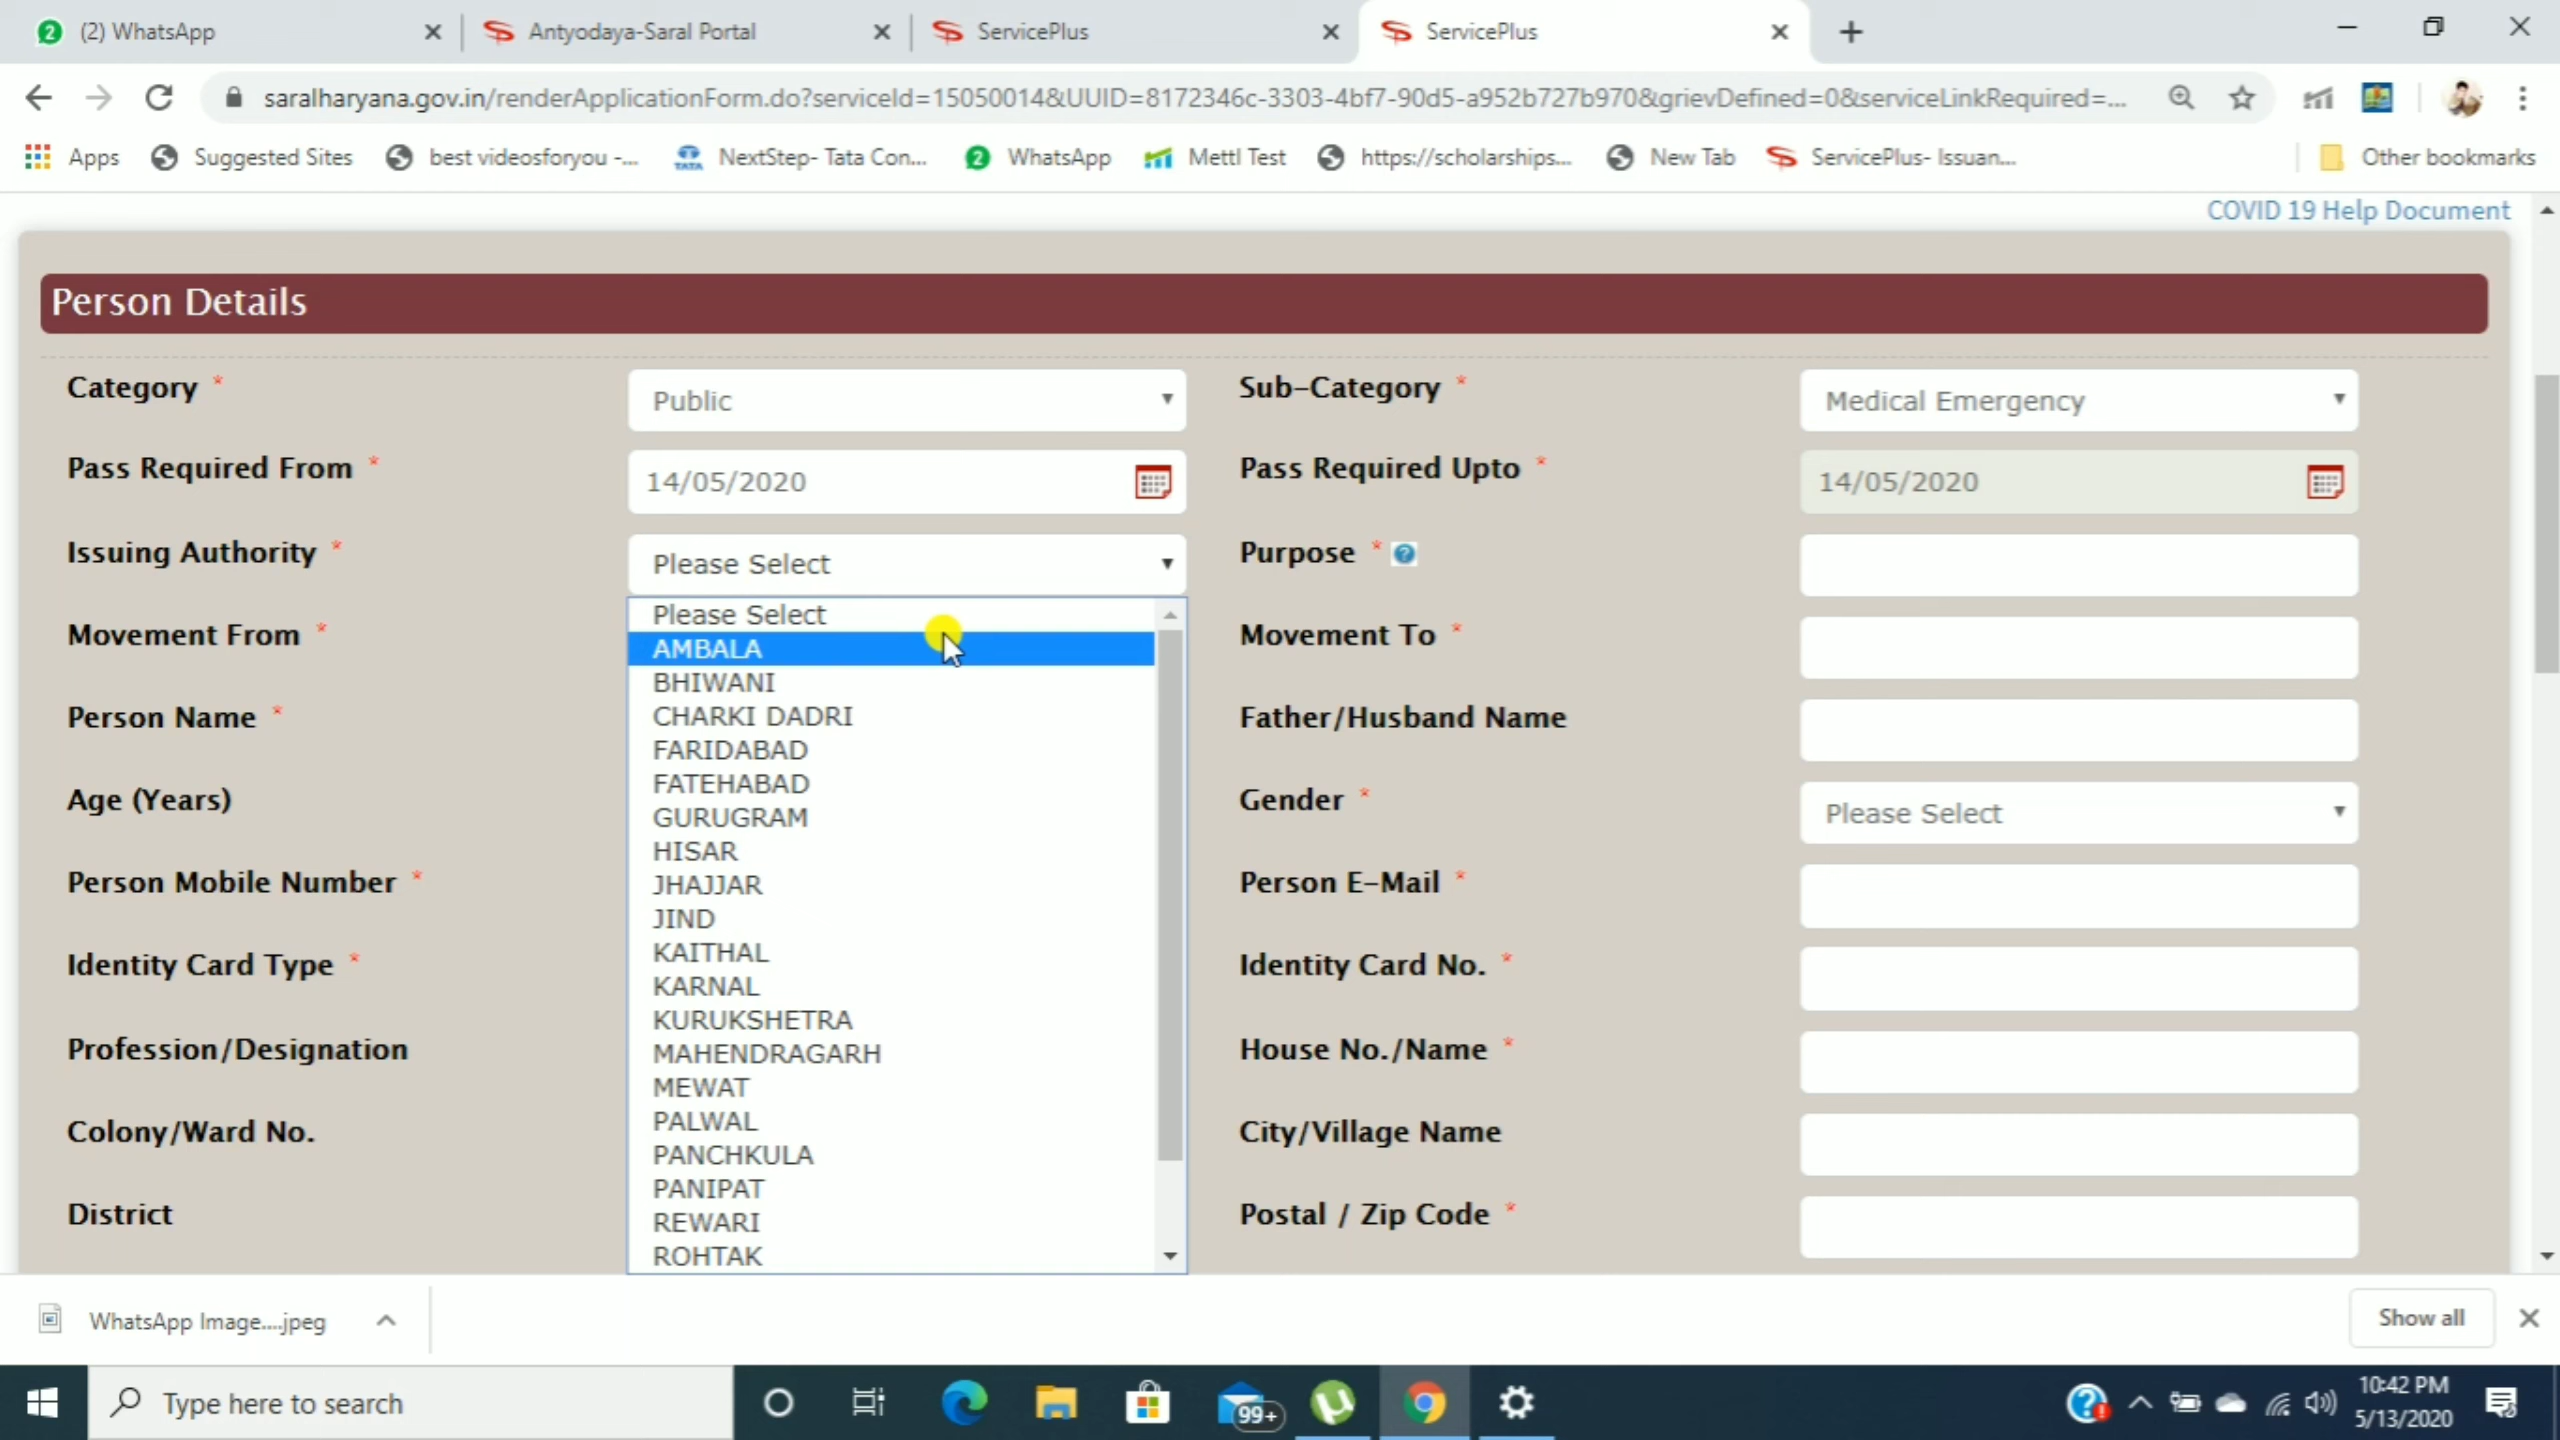 (2) WhatsApp
Antyodaya-Saral Portal
ServicePlus
ServicePlus
saralharyana.gov.in/renderApplicationForm.do?serviceId=15050014&UUID=8172346c-3303-4bf7-90d5-a952b727b970&grievDefined=0&serviceLinkRequired=...
Apps
Suggested Sites
best videosforyou -...
TATA
NextStep- Tata Con...
2
WhatsApp
Mettl Test
https://scholarships...
New Tab
ServicePlus- Issuan...
Other bookmarks
COVID 19 Help Document
Person Details
Category *
Public
Sub-Category *
Medical Emergency
Pass Required From *
14/05/2020
Pass Required Upto *
14/05/2020
Issuing Authority *
Please Select
Purpose * ?
Movement From *
Movement To *
Person Name *
Father/Husband Name
Age (Years)
Gender *
Please Select
Person Mobile Number *
Person E-Mail *
Identity Card Type *
Identity Card No. *
Profession/Designation
House No./Name *
Colony/Ward No.
City/Village Name
District
Postal / Zip Code *
Please Select
AMBALA
BHIWANI
CHARKI DADRI
FARIDABAD
FATEHABAD
GURUGRAM
HISAR
JHAJJAR
JIND
KAITHAL
KARNAL
KURUKSHETRA
MAHENDRAGARH
MEWAT
PALWAL
PANCHKULA
PANIPAT
REWARI
ROHTAK
WhatsApp Image....jpeg
Show all
Type here to search
99+
10:42 PM
5/13/2020